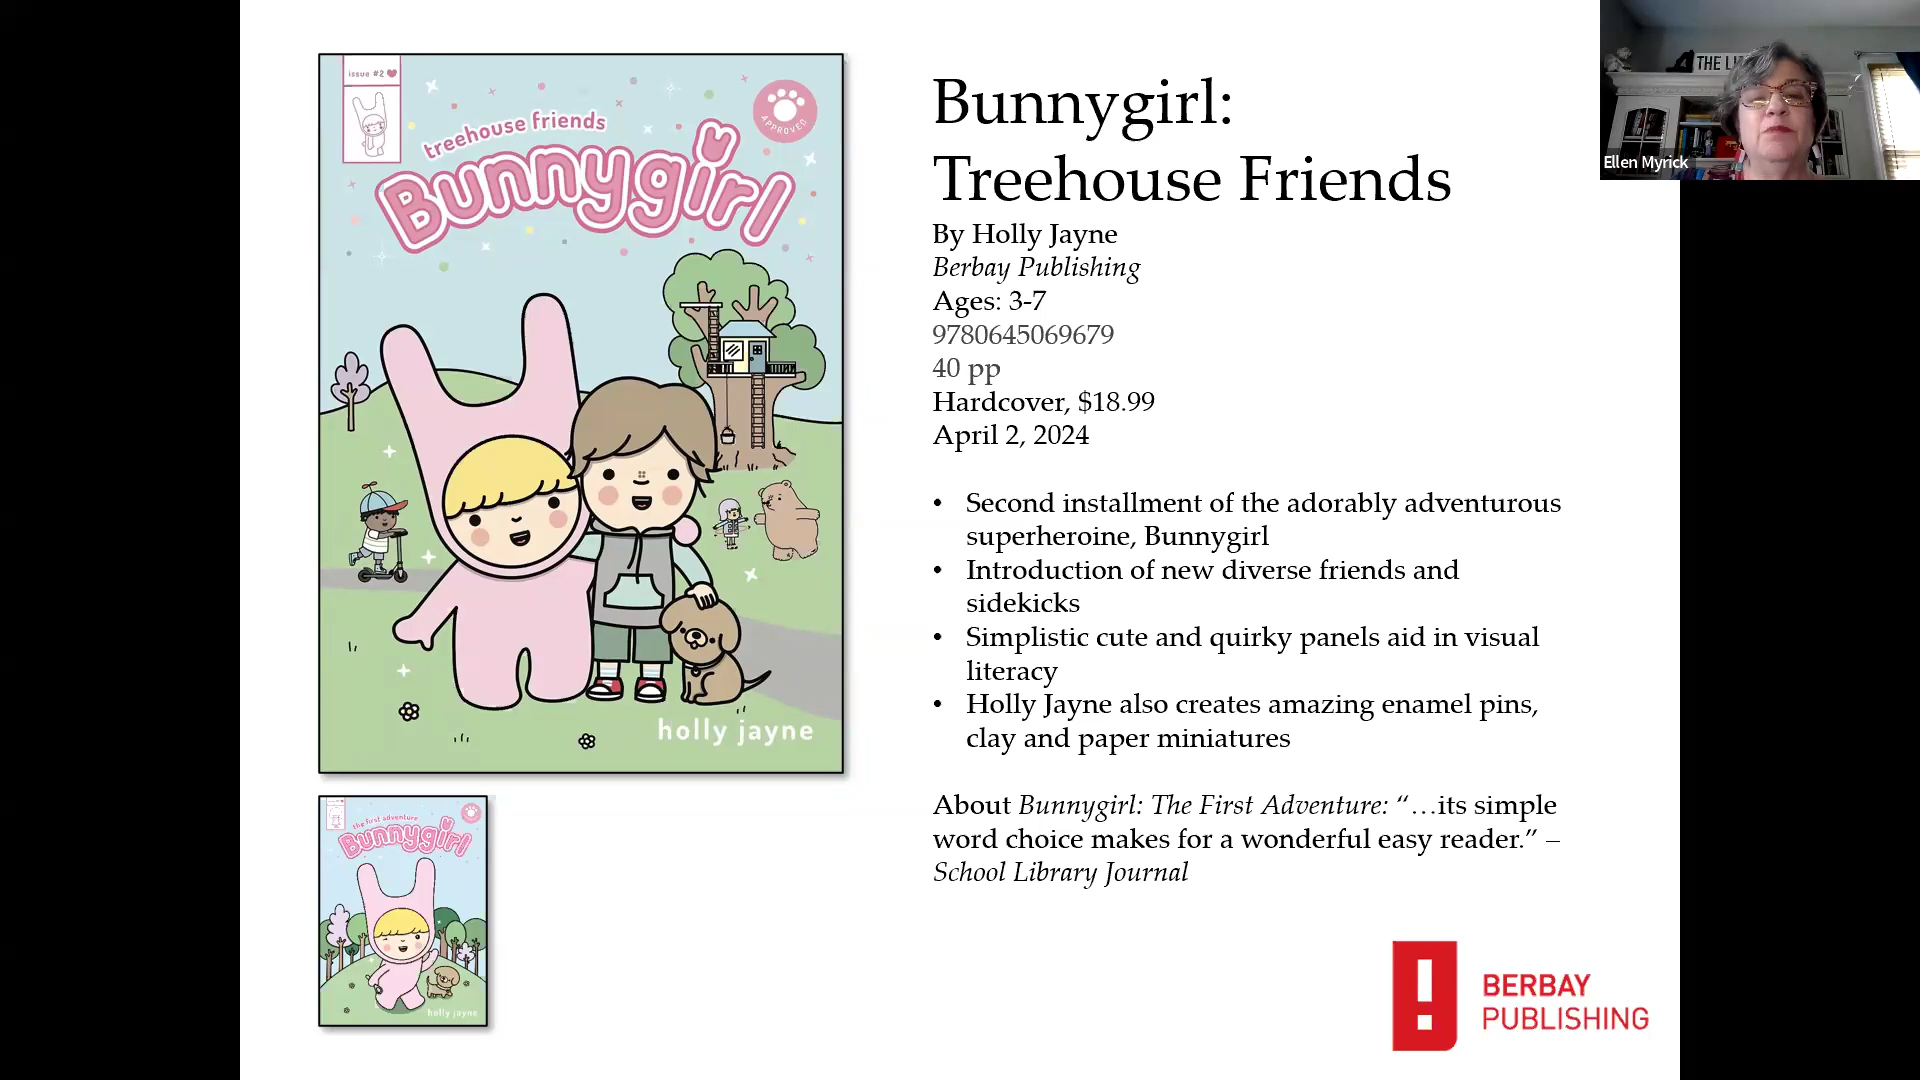 issue #2
APPROVED
treehouse friends
Bunnygirl
holly jayne
the first adventure
Bunnygirl
holly jayne
Bunnygirl:
Treehouse Friends
By Holly Jayne
Berbay Publishing
Ages: 3-7
9780645069679
40 pp
Hardcover, $18.99
April 2, 2024
• Second installment of the adorably adventurous
superheroine, Bunnygirl
• Introduction of new diverse friends and
sidekicks
• Simplistic cute and quirky panels aid in visual
literacy
• Holly Jayne also creates amazing enamel pins,
clay and paper miniatures
About Bunnygirl: The First Adventure: “…its simple
word choice makes for a wonderful easy reader.” –
School Library Journal
BERBAY
PUBLISHING
THE
Ellen Myrick